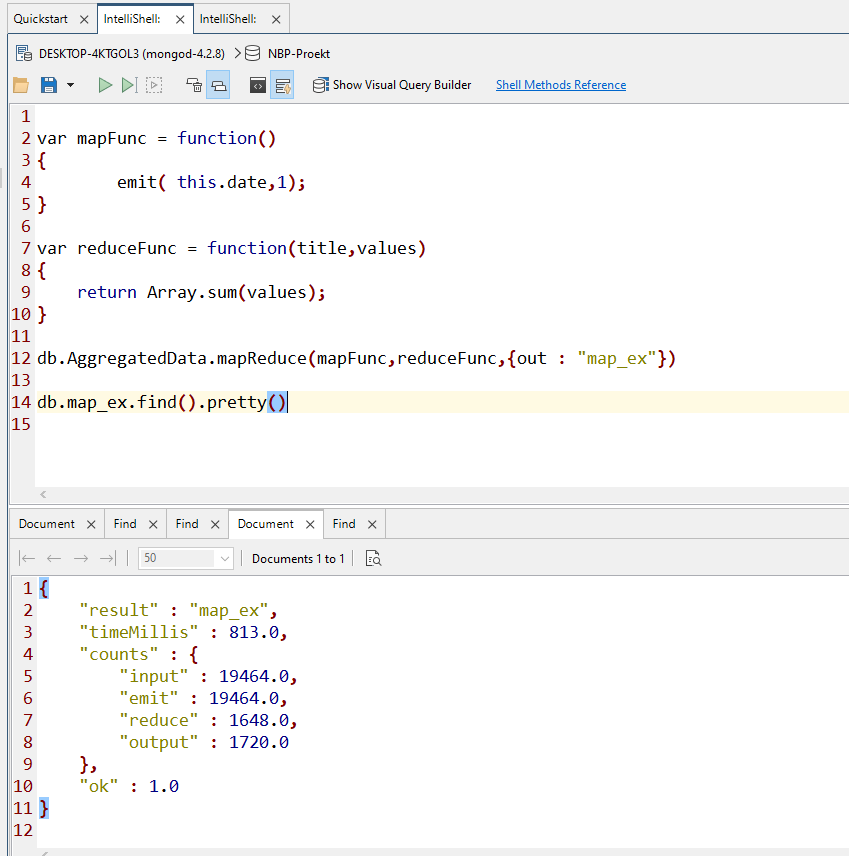 Quickstart IntelliShell: IntelliShell:
DESKTOP-4KTGOL3 (mongod-4.2.8) NBP-Proekt
Show Visual Query Builder Shell Methods Reference
1
2 var mapFunc = function()
3 {
4 emit( this.date,1);
5 }
6
7 var reduceFunc = function(title,values)
8 {
9 return Array.sum(values);
10 }
11
12 db.AggregatedData.mapReduce(mapFunc,reduceFunc,{out : "map_ex"})
13
14 db.map_ex.find().pretty()
15
Document Find Find Document Find
50 Documents 1 to 1
1 {
2 "result" : "map_ex",
3 "timeMillis" : 813.0,
4 "counts" : {
5 "input" : 19464.0,
6 "emit" : 19464.0,
7 "reduce" : 1648.0,
8 "output" : 1720.0
9 },
10 "ok" : 1.0
11 }
12